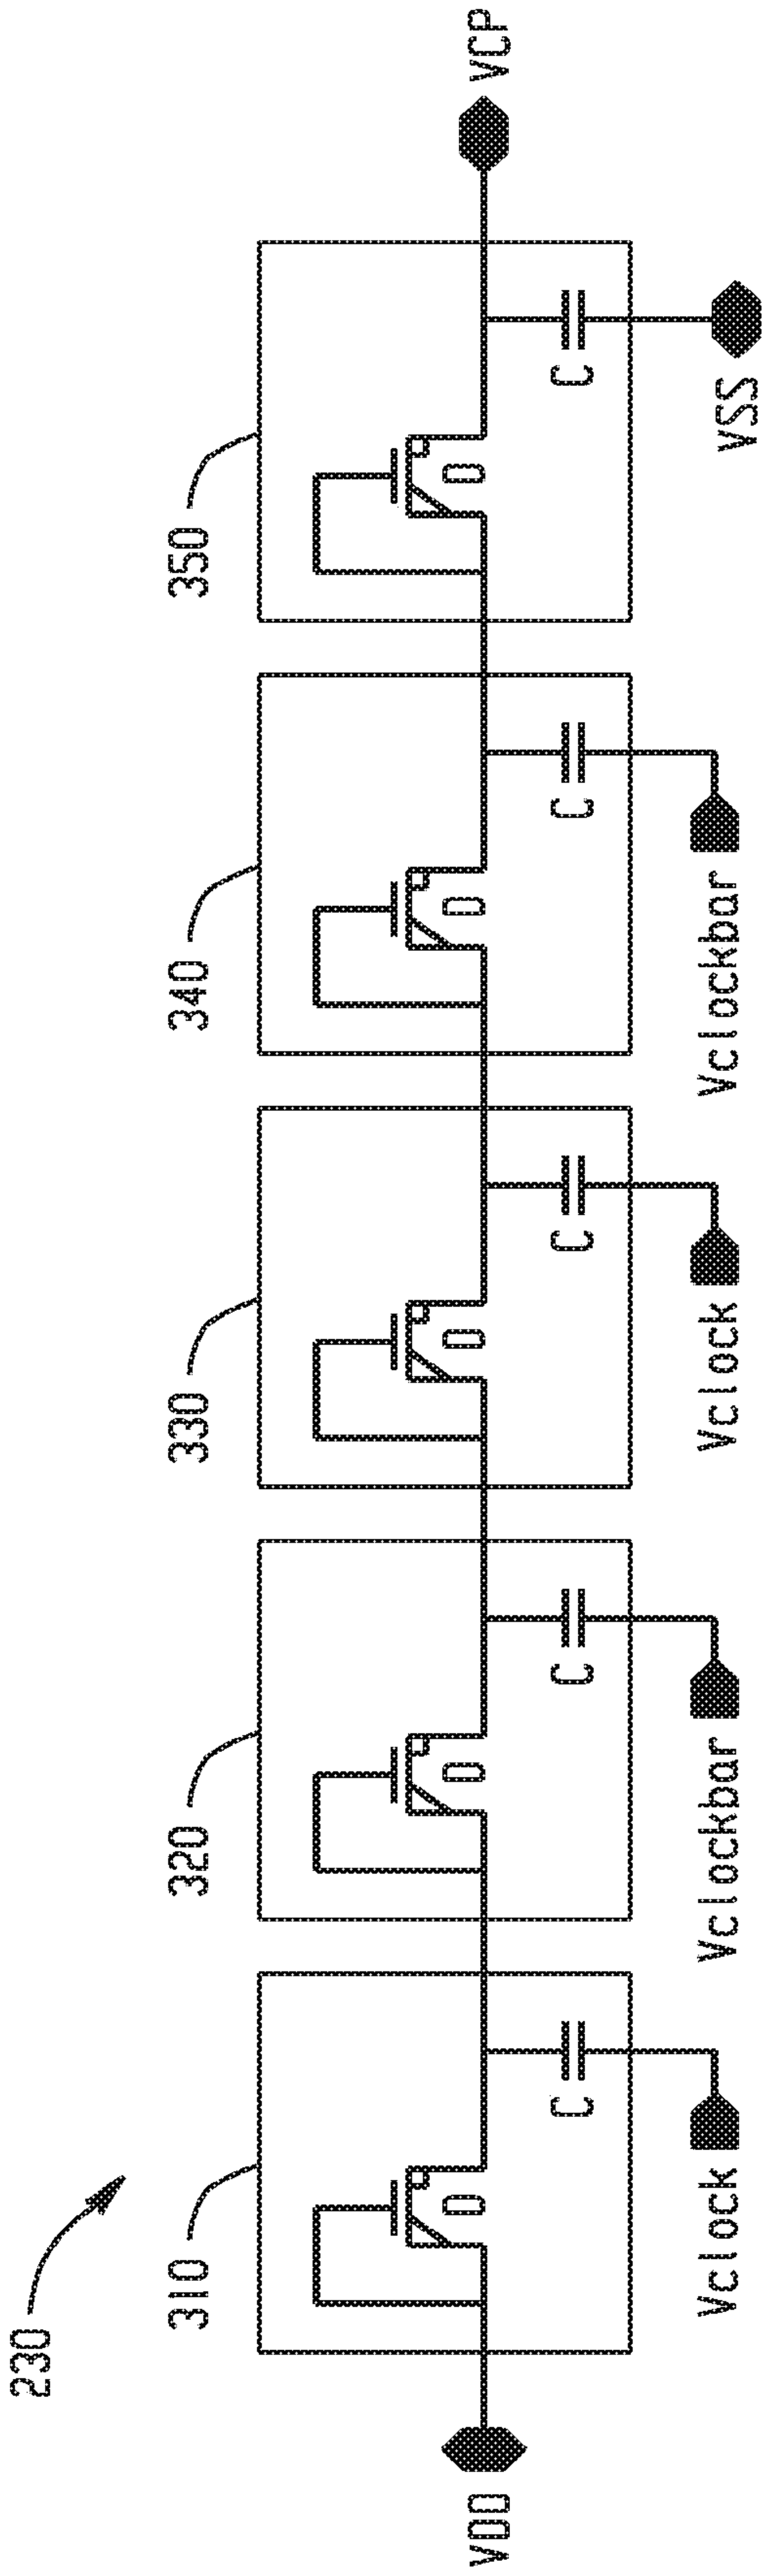 230
310
320
330
340
350
VDD
D
D
D
D
D
VCP
C
C
C
C
C
Vclock
Vclockbar
Vclock
Vclockbar
VSS